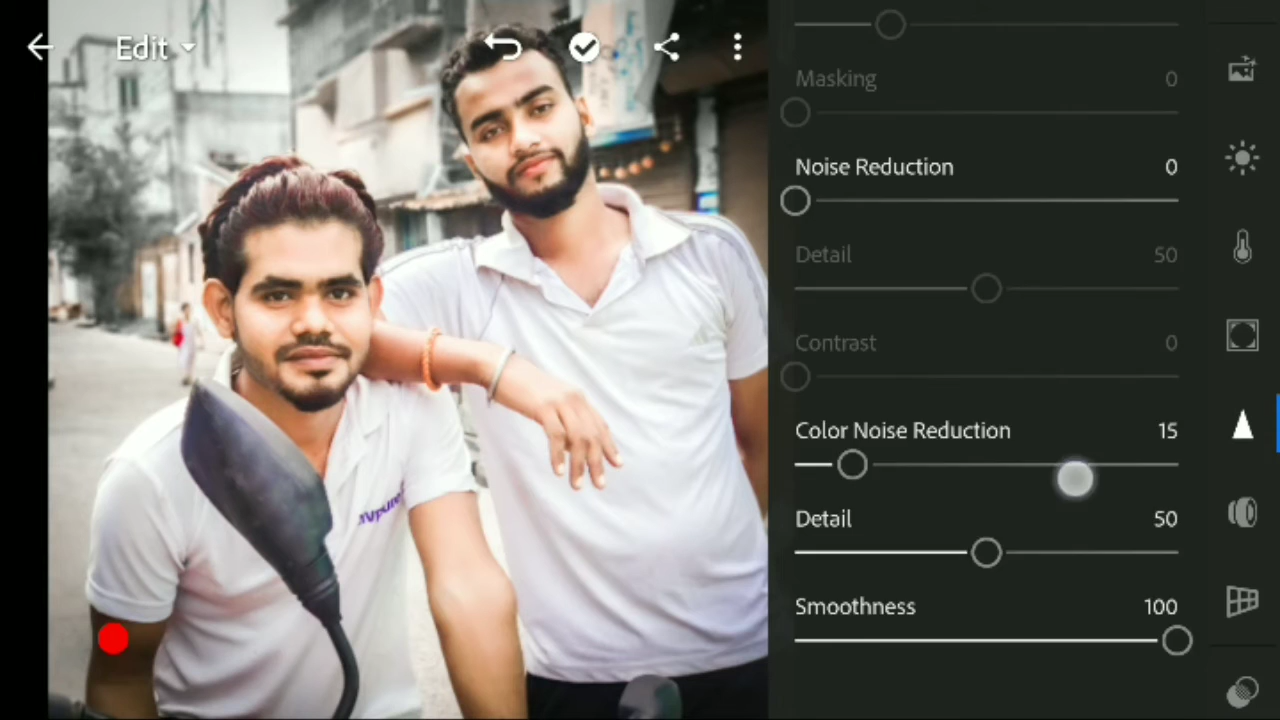 Edit
Masking 0
Noise Reduction 0
Detail 50
Contrast 0
Color Noise Reduction 15
Detail 50
Smoothness 100